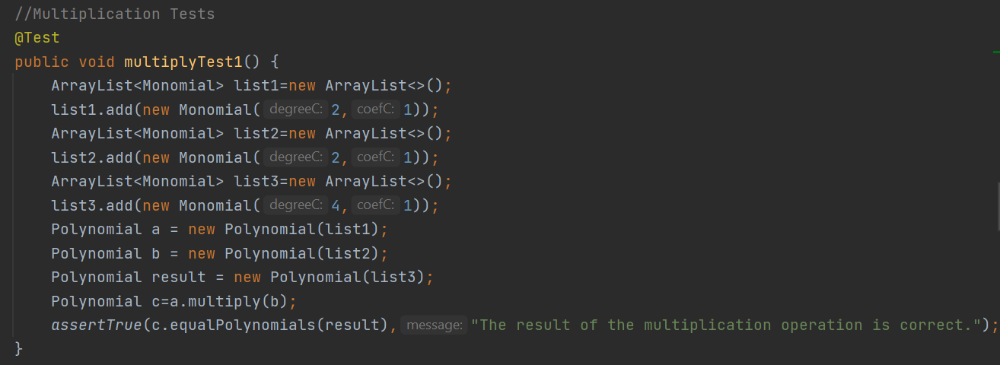 //Multiplication Tests
@Test
public void multiplyTest1() {
ArrayList<Monomial> list1=new ArrayList<>();
list1.add(new Monomial( degreeC: 2, coefC: 1));
ArrayList<Monomial> list2=new ArrayList<>();
list2.add(new Monomial( degreeC: 2, coefC: 1));
ArrayList<Monomial> list3=new ArrayList<>();
list3.add(new Monomial( degreeC: 4, coefC: 1));
Polynomial a = new Polynomial(list1);
Polynomial b = new Polynomial(list2);
Polynomial result = new Polynomial(list3);
Polynomial c=a.multiply(b);
assertTrue(c.equalPolynomials(result), message: "The result of the multiplication operation is correct.");
}